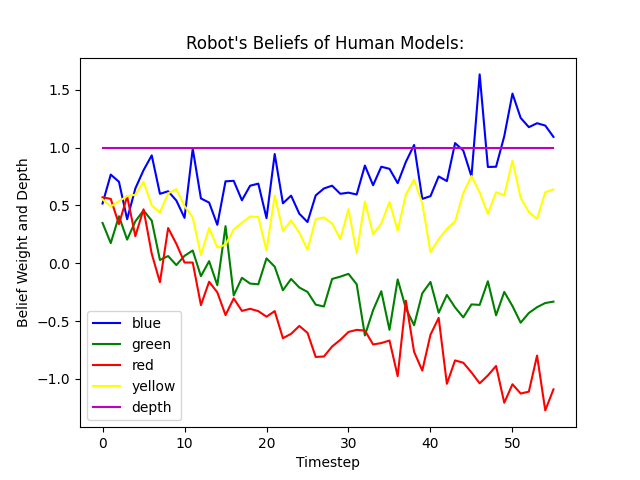 Robot's Beliefs of Human Models:
Belief Weight and Depth
1.5
1.0
0.5
0.0
−0.5
−1.0
blue
green
red
yellow
depth
0 10 20 30 40 50
Timestep